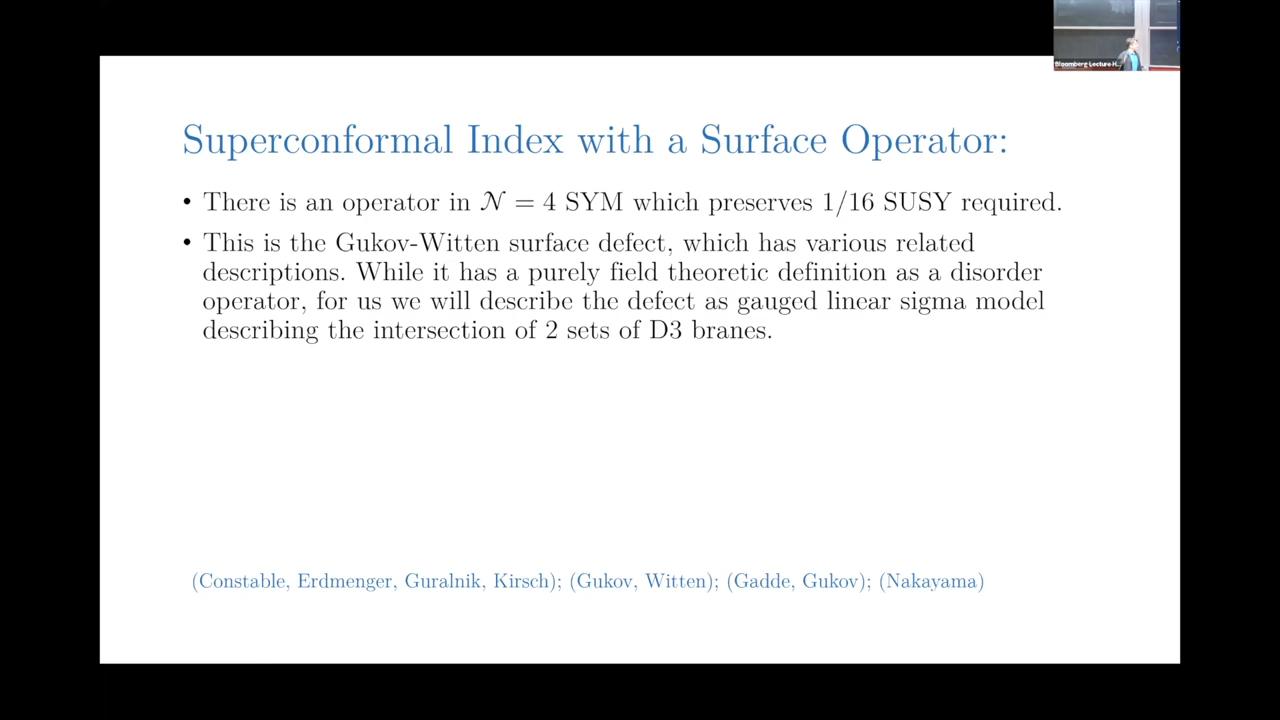 Bloomberg Lecture H...
Superconformal Index with a Surface Operator:
• There is an operator in 𝒩 = 4 SYM which preserves 1/16 SUSY required.
• This is the Gukov-Witten surface defect, which has various related
descriptions. While it has a purely field theoretic definition as a disorder
operator, for us we will describe the defect as gauged linear sigma model
describing the intersection of 2 sets of D3 branes.
(Constable, Erdmenger, Guralnik, Kirsch); (Gukov, Witten); (Gadde, Gukov); (Nakayama)